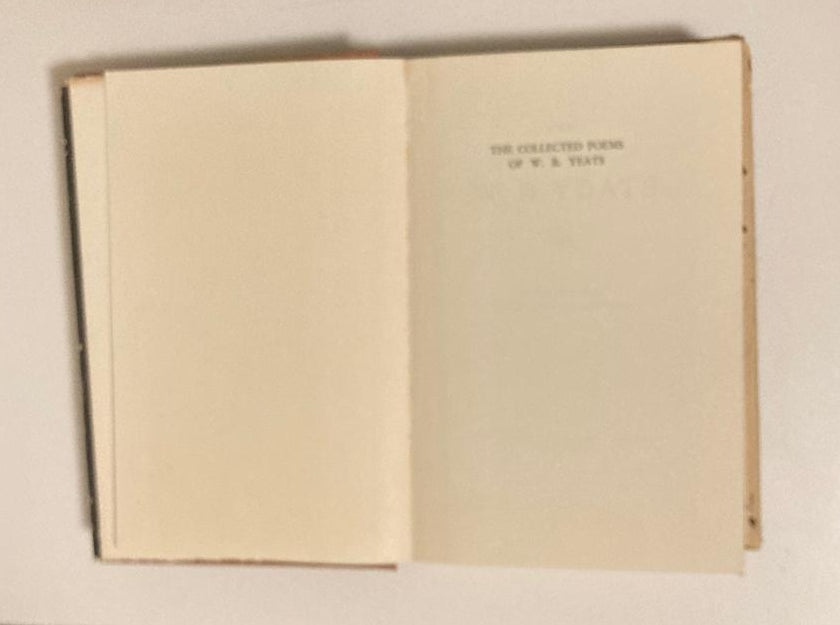 THE COLLECTED POEMS
OF W. B. YEATS